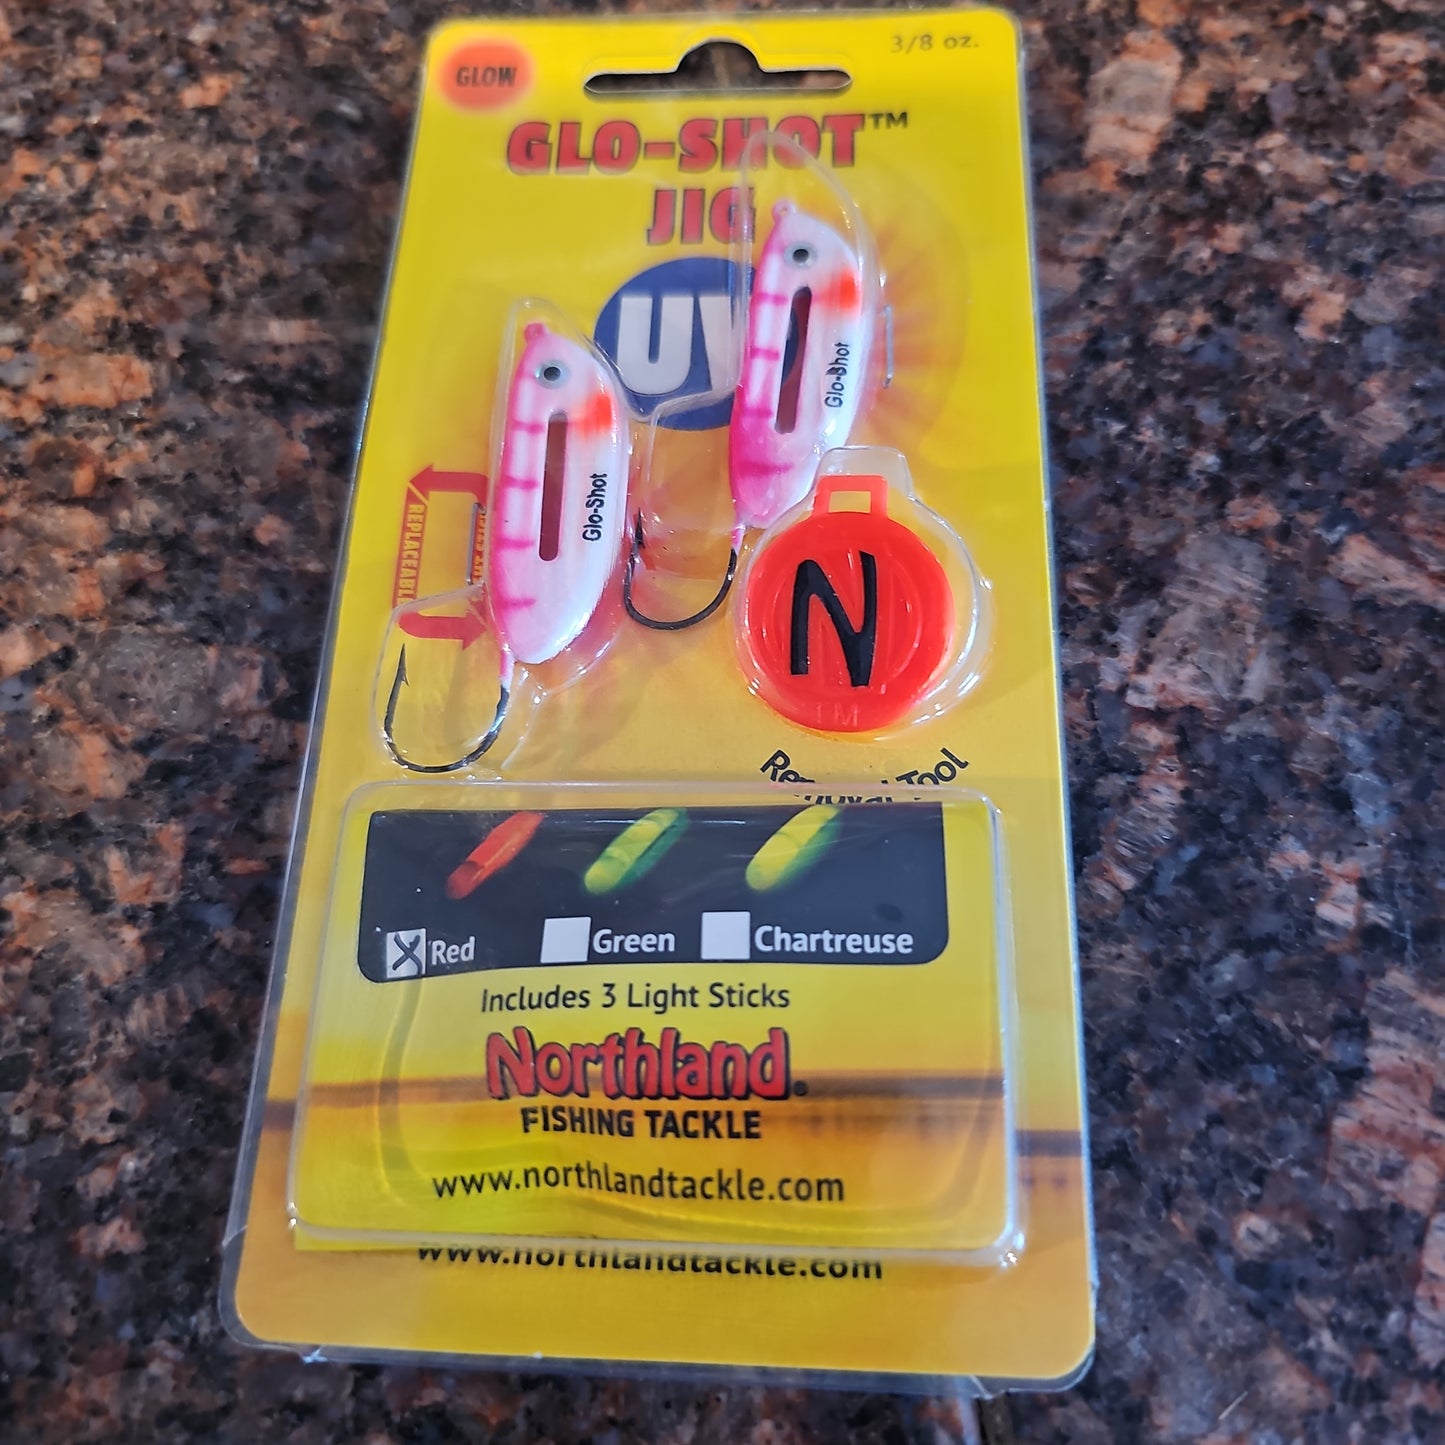 GLOW
3/8 oz.
GLO-SHOT™
JIG
UV
Glo-Shot
Glo-Shot
REPLACEABLE
N
TM
Removal Tool
X Red
Green
Chartreuse
Includes 3 Light Sticks
Northland®
FISHING TACKLE
www.northlandtackle.com
www.northlandtackle.com